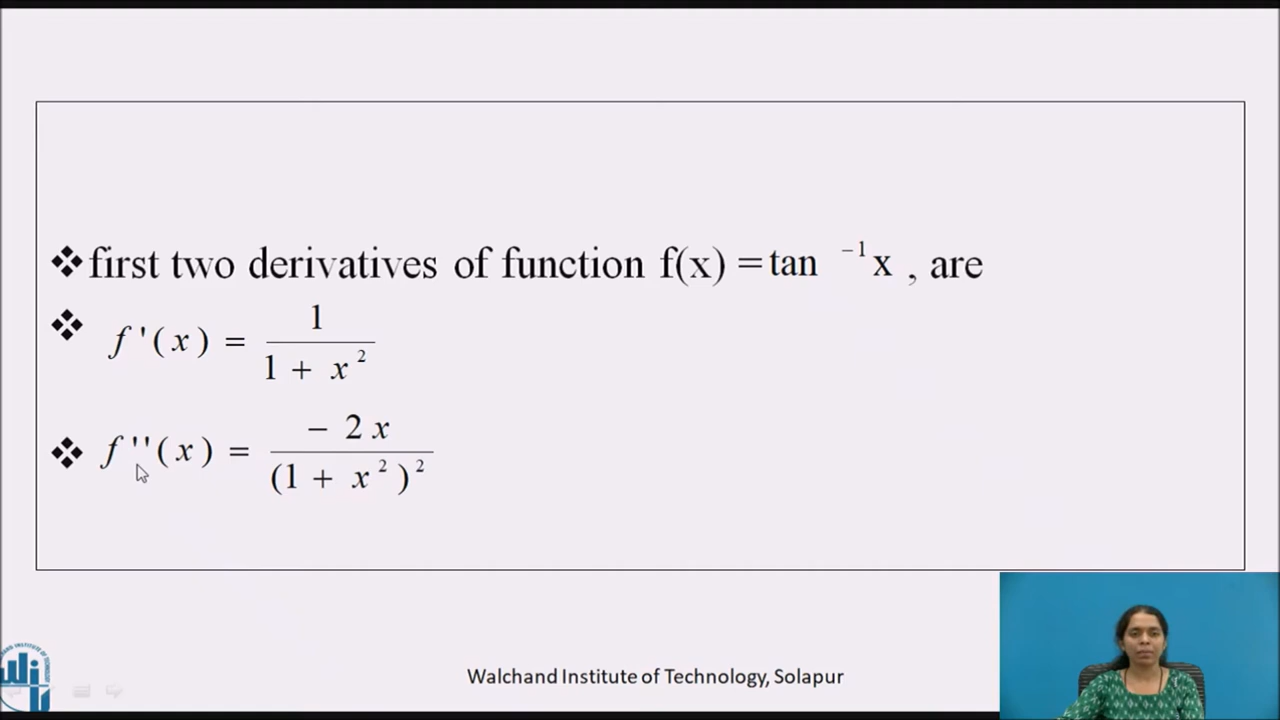 ❖first two derivatives of function f(x) = tan ⁻¹x , are
❖ f '(x) = 1 / (1 + x²)
❖ f ''(x) = − 2x / (1 + x²)²
Walchand Institute of Technology, Solapur